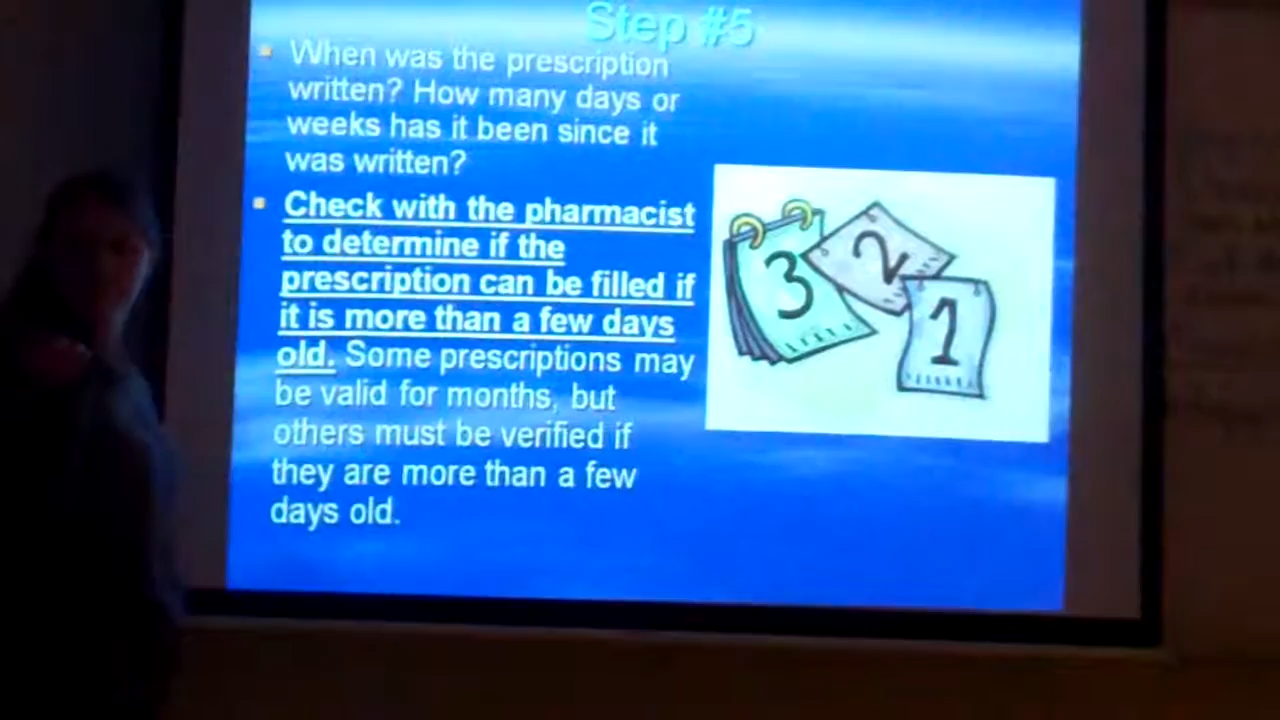 Step #5
When was the prescription
written? How many days or
weeks has it been since it
was written?
Check with the pharmacist
to determine if the
prescription can be filled if
it is more than a few days
old. Some prescriptions may
be valid for months, but
others must be verified if
they are more than a few
days old.
3
2
1